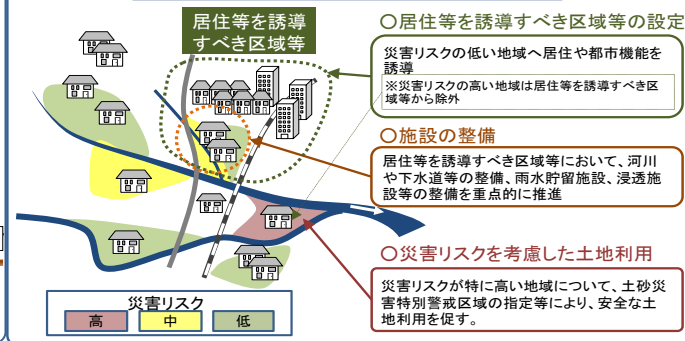 居住等を誘導
すべき区域等
〇居住等を誘導すべき区域等の設定
災害リスクの低い地域へ居住や都市機能を
誘導
※災害リスクの高い地域は居住等を誘導すべき区
域等から除外
〇施設の整備
居住等を誘導すべき区域等において、河川
や下水道等の整備、雨水貯留施設、浸透施
設等の整備を重点的に推進
〇災害リスクを考慮した土地利用
災害リスクが特に高い地域について、土砂災
害特別警戒区域の指定等により、安全な土
地利用を促す。
災害リスク
高
中
低